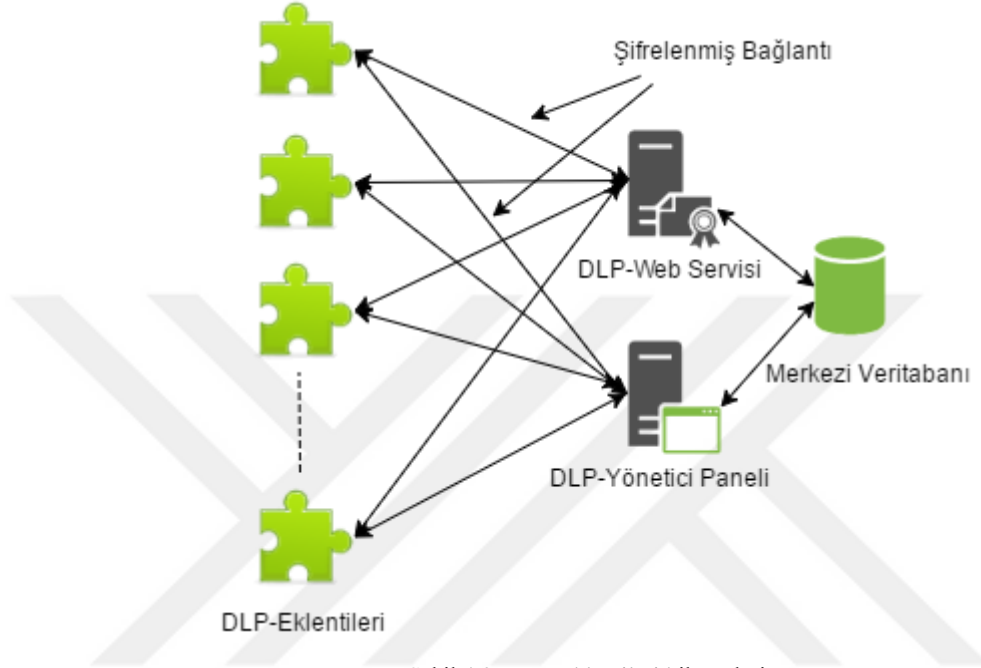 Şifrelenmiş Bağlantı
DLP-Web Servisi
Merkezi Veritabanı
DLP-Yönetici Paneli
DLP-Eklentileri